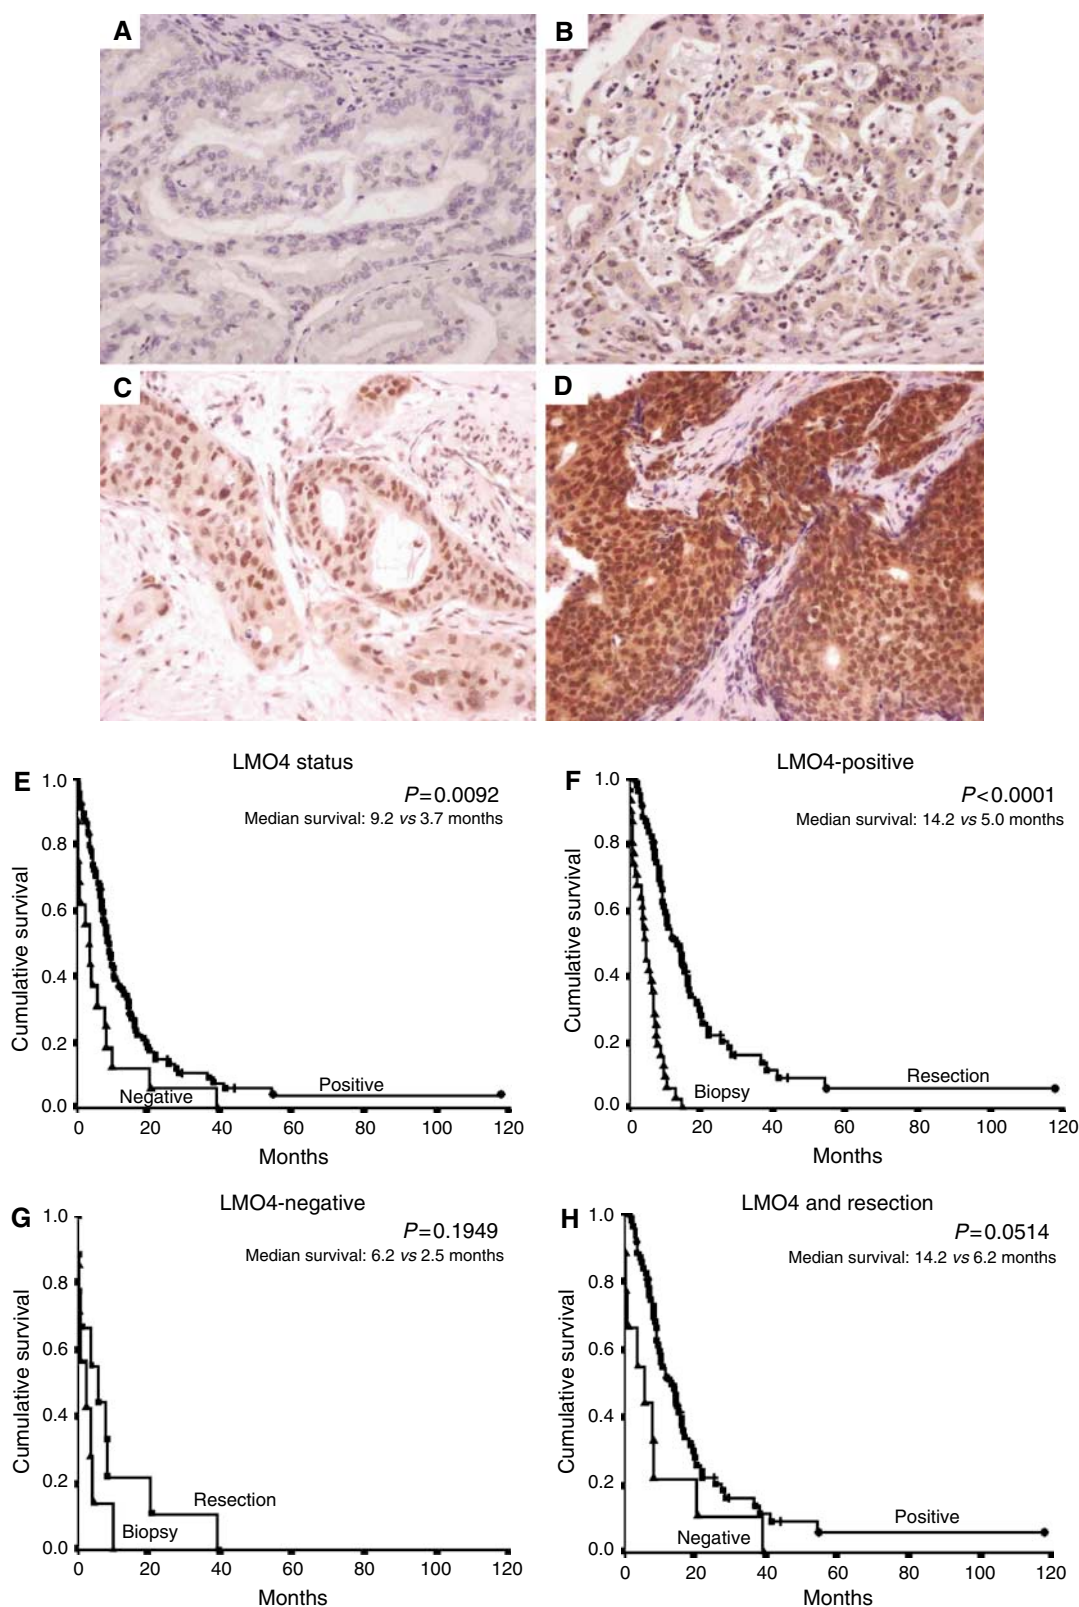 A
B
C
D
E
LMO4 status
P=0.0092
Median survival: 9.2 vs 3.7 months
Cumulative survival
1.0
0.8
0.6
0.4
0.2
0.0
Positive
Negative
0 20 40 60 80 100 120
Months
F
LMO4-positive
P<0.0001
Median survival: 14.2 vs 5.0 months
Cumulative survival
1.0
0.8
0.6
0.4
0.2
0.0
Resection
Biopsy
0 20 40 60 80 100 120
Months
G
LMO4-negative
P=0.1949
Median survival: 6.2 vs 2.5 months
Cumulative survival
1.0
0.8
0.6
0.4
0.2
0.0
Resection
Biopsy
0 20 40 60 80 100 120
Months
H
LMO4 and resection
P=0.0514
Median survival: 14.2 vs 6.2 months
Cumulative survival
1.0
0.8
0.6
0.4
0.2
0.0
Positive
Negative
0 20 40 60 80 100 120
Months